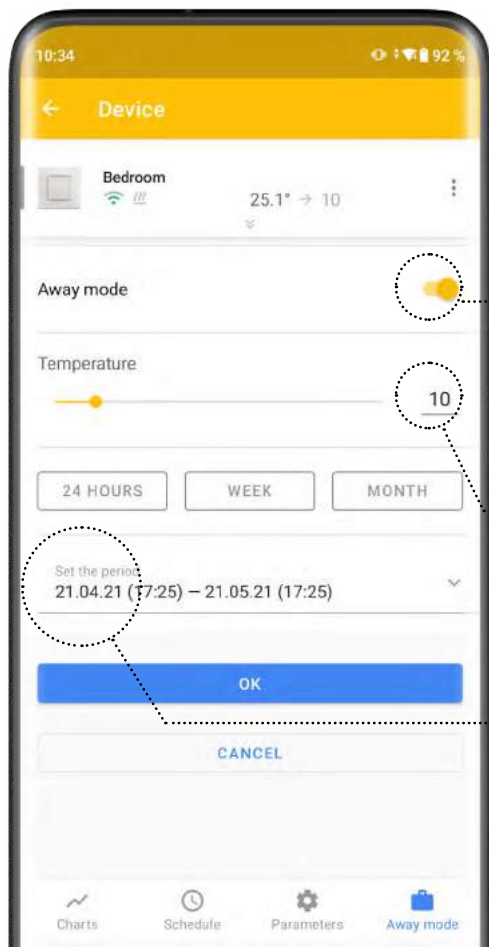 10:34 92 %
Device
Bedroom
25.1° → 10
Away mode
Temperature
10
24 HOURS WEEK MONTH
Set the period
21.04.21 (17:25) – 21.05.21 (17:25)
OK
CANCEL
Charts Schedule Parameters Away mode